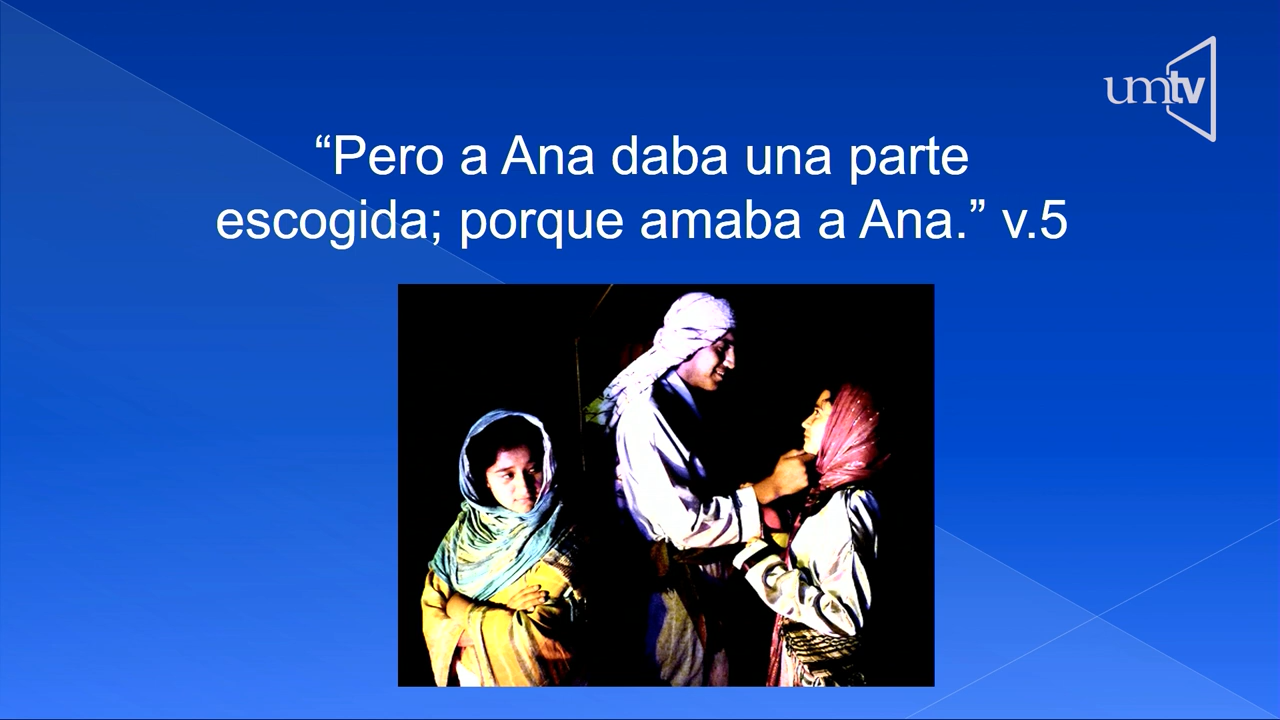 umtv
“Pero a Ana daba una parte
escogida; porque amaba a Ana.” v.5